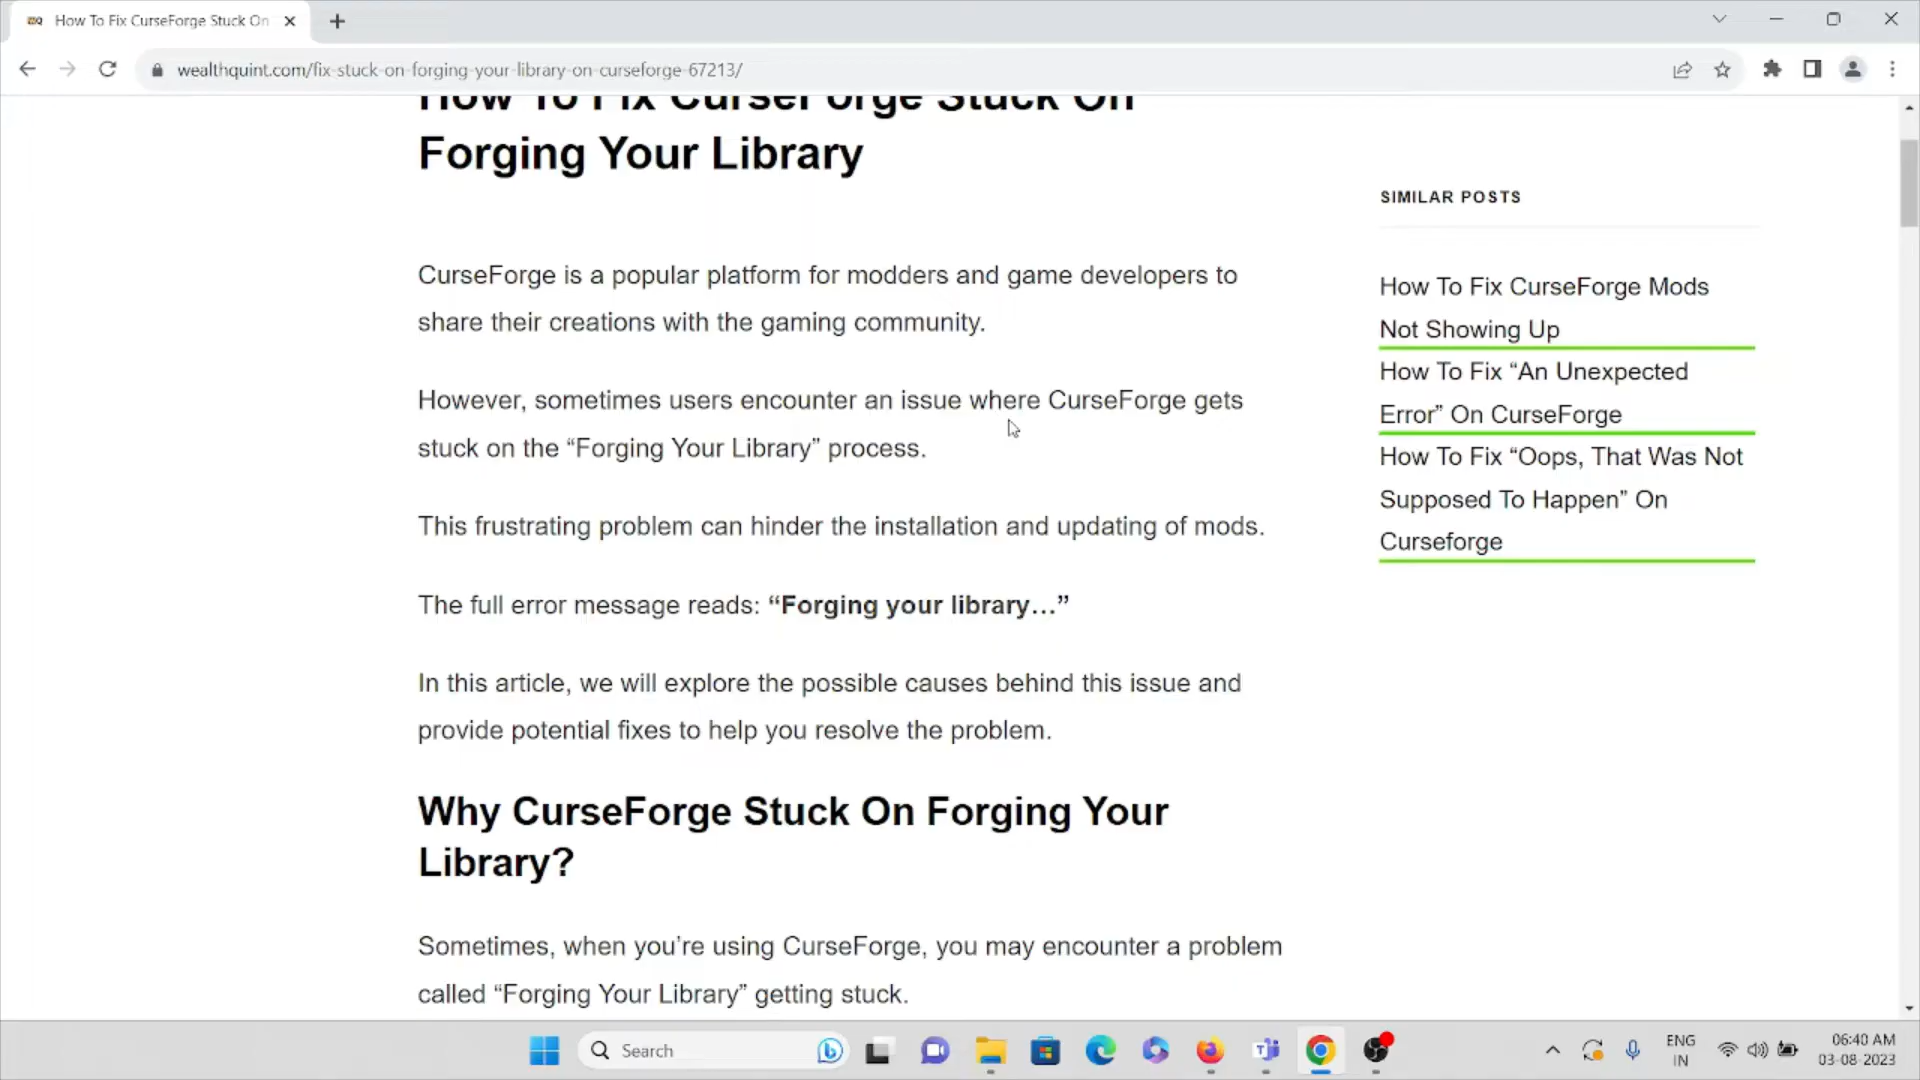 How To Fix CurseForge Stuck On
wealthquint.com/fix-stuck-on-forging-your-library-on-curseforge-67213/
How To Fix CurseForge Stuck On
Forging Your Library
CurseForge is a popular platform for modders and game developers to
share their creations with the gaming community.
However, sometimes users encounter an issue where CurseForge gets
stuck on the “Forging Your Library” process.
This frustrating problem can hinder the installation and updating of mods.
The full error message reads: “Forging your library…”
In this article, we will explore the possible causes behind this issue and
provide potential fixes to help you resolve the problem.
Why CurseForge Stuck On Forging Your
Library?
Sometimes, when you’re using CurseForge, you may encounter a problem
called “Forging Your Library” getting stuck.
SIMILAR POSTS
How To Fix CurseForge Mods
Not Showing Up
How To Fix “An Unexpected
Error” On CurseForge
How To Fix “Oops, That Was Not
Supposed To Happen” On
Curseforge
Search
ENG
IN
06:40 AM
03-08-2023